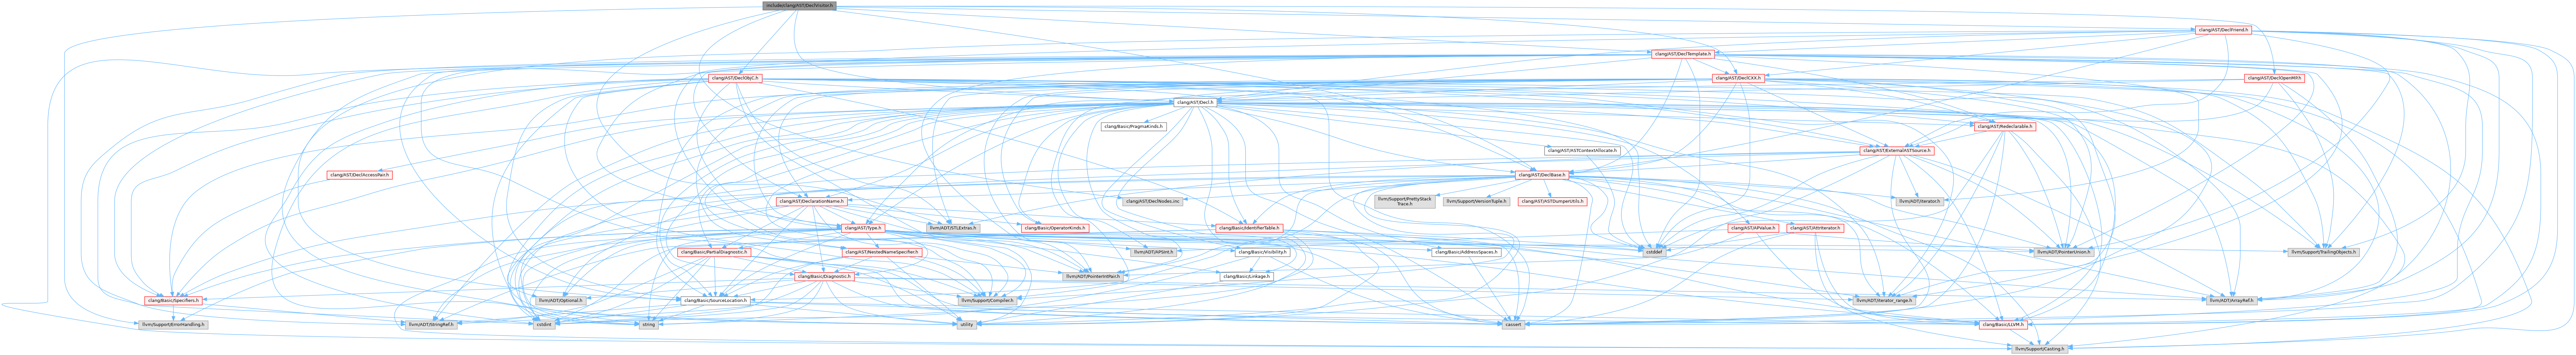 include/clang/AST/DeclVisitor.h
clang/AST/DeclFriend.h
clang/AST/DeclTemplate.h
clang/AST/DeclObjC.h
clang/AST/DeclCXX.h
clang/AST/DeclOpenMP.h
clang/AST/Decl.h
clang/Basic/PragmaKinds.h
clang/AST/Redeclarable.h
clang/AST/ASTContextAllocate.h
clang/AST/ExternalASTSource.h
clang/AST/DeclAccessPair.h
clang/AST/DeclBase.h
clang/AST/DeclarationName.h
clang/AST/DeclNodes.inc
llvm/Support/PrettyStack
Trace.h
llvm/Support/VersionTuple.h
clang/AST/ASTDumperUtils.h
llvm/ADT/iterator.h
clang/AST/Type.h
llvm/ADT/STLExtras.h
clang/Basic/OperatorKinds.h
clang/Basic/IdentifierTable.h
clang/AST/APValue.h
clang/AST/AttrIterator.h
clang/Basic/PartialDiagnostic.h
clang/AST/NestedNameSpecifier.h
llvm/ADT/APSInt.h
clang/Basic/Visibility.h
clang/Basic/AddressSpaces.h
cstddef
llvm/ADT/PointerUnion.h
llvm/Support/TrailingObjects.h
clang/Basic/Diagnostic.h
llvm/ADT/PointerIntPair.h
clang/Basic/Linkage.h
clang/Basic/Specifiers.h
llvm/ADT/Optional.h
clang/Basic/SourceLocation.h
llvm/Support/Compiler.h
llvm/ADT/iterator_range.h
llvm/ADT/ArrayRef.h
llvm/Support/ErrorHandling.h
llvm/ADT/StringRef.h
cstdint
string
utility
cassert
clang/Basic/LLVM.h
llvm/Support/Casting.h